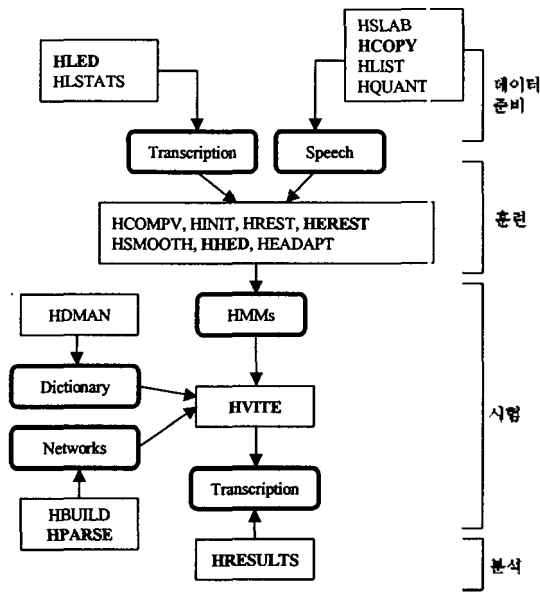 HSLAB
HCOPY
HLIST
HQUANT
HLED
HLSTATS
데이터
준비
Transcription
Speech
훈련
HCOMPV, HINIT, HREST, HEREST
HSMOOTH, HHED, HEADAPT
HDMAN
HMMs
Dictionary
HVITE
시험
Networks
Transcription
HBUILD
HPARSE
HRESULTS
분석